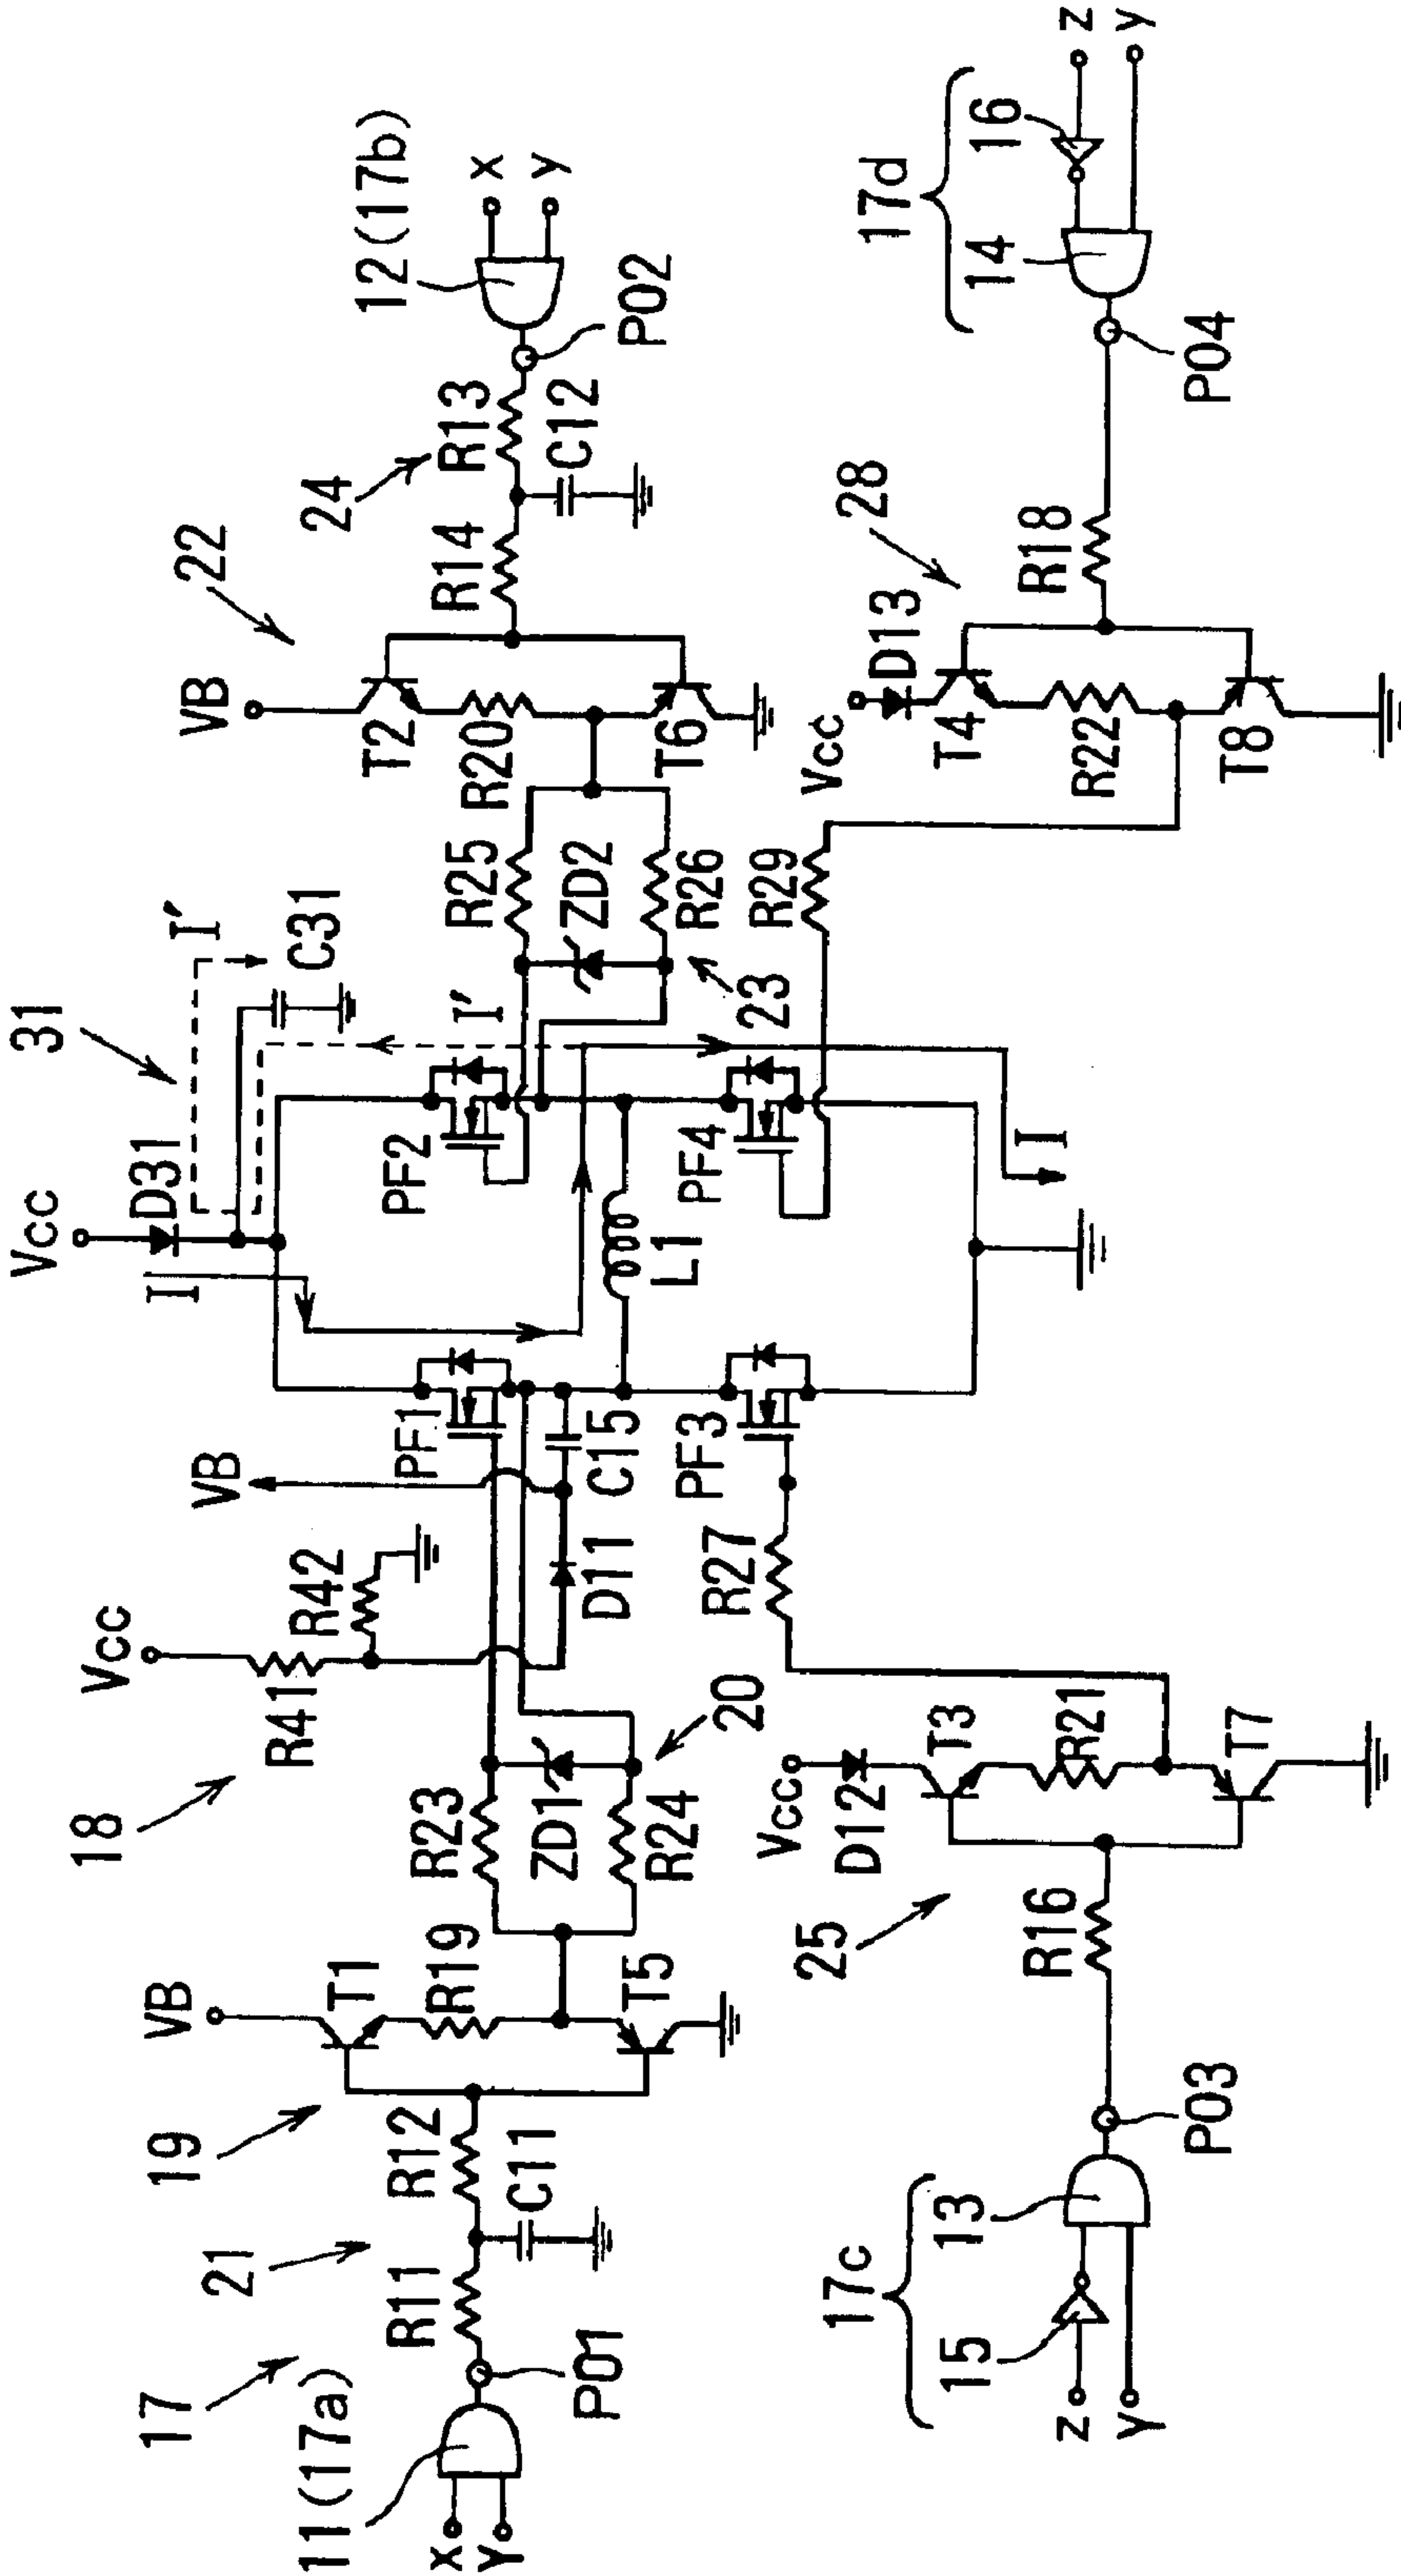 31
I'
Vcc
D31
C31
I
VB
22
T2
R20
T6
R14
24
R13
C12
12(17b)
x
y
P02
17
11(17a)
x
Y
P01
21
R11
R12
C11
19
VB
T1
R19
T5
18
Vcc
R41
R42
R23
ZD1
R24
20
VB
D11
C15
PF1
PF2
I'
R25
ZD2
R26
23
L1
PF3
PF4
I
R27
R29
17c
15
13
z
Y
P03
R16
25
Vcc
D12
T3
R21
T7
Vcc
D13
T4
R22
T8
28
R18
P04
17d
14
16
z
y